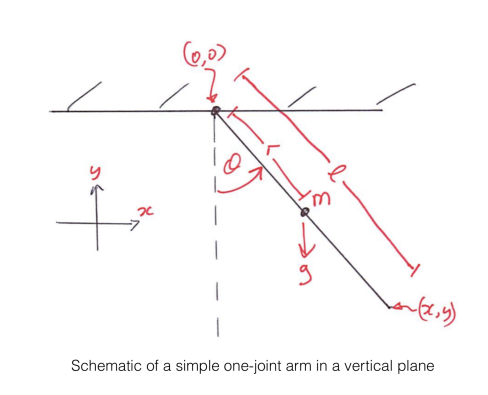 (0,0)
y
x
θ
r
l
m
g
(x,y)
Schematic of a simple one-joint arm in a vertical plane